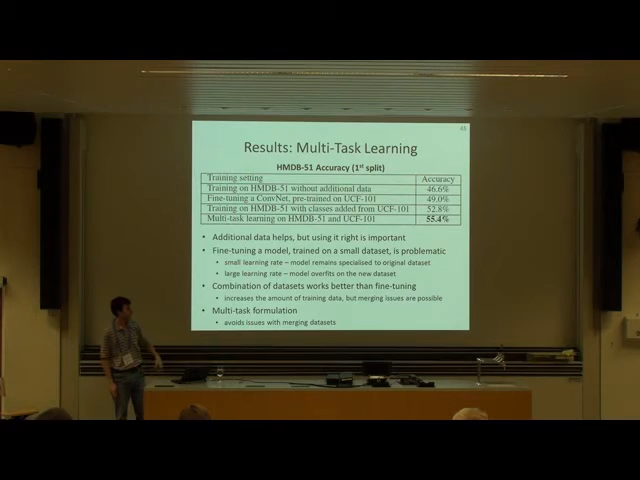 45
Results: Multi-Task Learning
HMDB-51 Accuracy (1st split)
Training setting Accuracy
Training on HMDB-51 without additional data 46.6%
Fine-tuning a ConvNet, pre-trained on UCF-101 49.0%
Training on HMDB-51 with classes added from UCF-101 52.8%
Multi-task learning on HMDB-51 and UCF-101 55.4%
• Additional data helps, but using it right is important
• Fine-tuning a model, trained on a small dataset, is problematic
• small learning rate – model remains specialised to original dataset
• large learning rate – model overfits on the new dataset
• Combination of datasets works better than fine-tuning
• increases the amount of training data, but merging issues are possible
• Multi-task formulation
• avoids issues with merging datasets